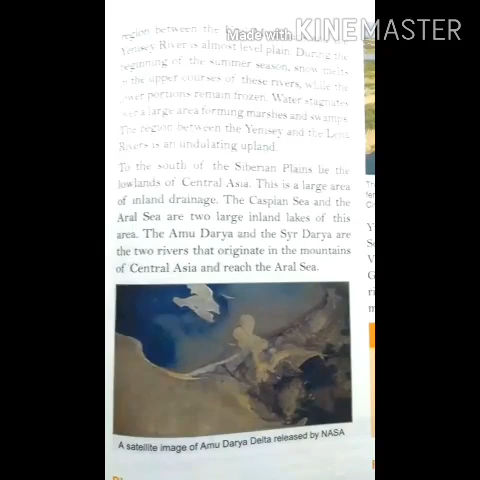 Made with KINEMASTER
region between the
Yenisey River is almost level plain. During the
beginning of the summer season, snow melts
in the upper courses of these rivers, while the
lower portions remain frozen. Water stagnates
over a large area forming marshes and swamps.
The region between the Yenisey and the Lena
Rivers is an undulating upland.
To the south of the Siberian Plains lie the
lowlands of Central Asia. This is a large area
of inland drainage. The Caspian Sea and the
Aral Sea are two large inland lakes of this
area. The Amu Darya and the Syr Darya are
the two rivers that originate in the mountains
of Central Asia and reach the Aral Sea.
A satellite image of Amu Darya Delta released by NASA